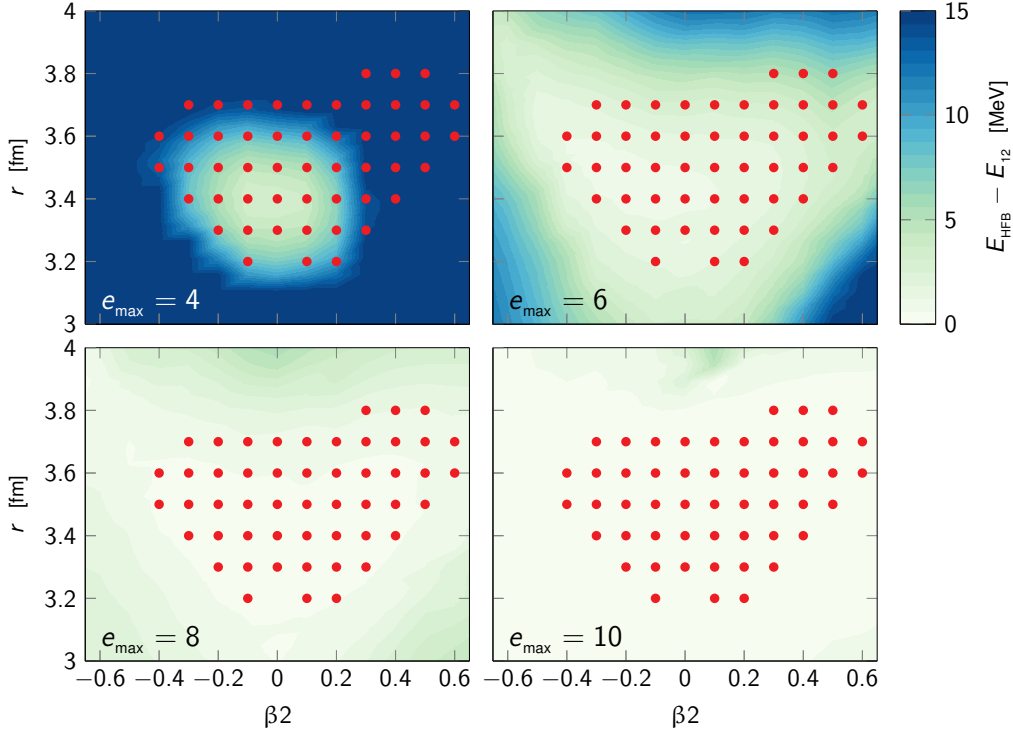 4
3.8
3.6
3.4
3.2
3
r [fm]
e_max = 4
e_max = 6
15
10
5
0
E_HFB − E_12 [MeV]
4
3.8
3.6
3.4
3.2
3
r [fm]
e_max = 8
e_max = 10
−0.6 −0.4 −0.2 0 0.2 0.4 0.6
−0.6 −0.4 −0.2 0 0.2 0.4 0.6
β2
β2